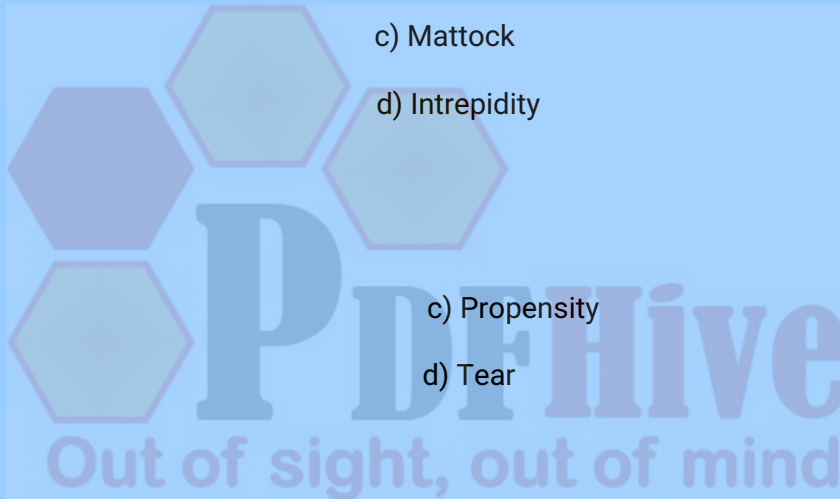 c) Mattock
d) Intrepidity
c) Propensity
d) Tear
PDFHive
Out of sight, out of mind